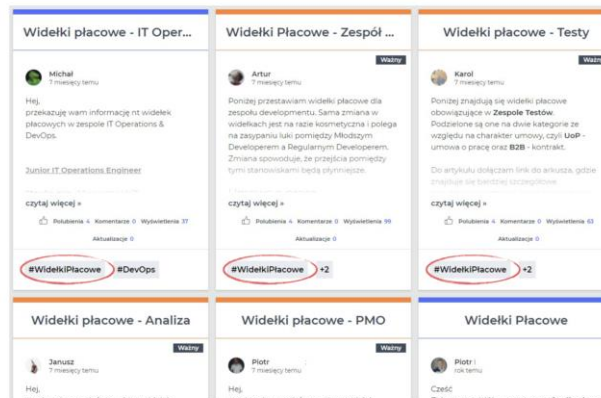 Widełki płacowe - IT Oper...
Michał
7 miesięcy temu
Hej,
przekazuję wam informację nt widełek
płacowych w zespole IT Operations &
DevOps.
Junior IT Operations Engineer
czytaj więcej »
Polubienia 4 Komentarze 0 Wyświetlenia 37
Aktualizacje 0
#WidełkiPłacowe #DevOps
Widełki Płacowe - Zespół ...
Ważny
Artur
7 miesięcy temu
Poniżej przestawiam widełki płacowe dla
zespołu developmentu. Sama zmiana w
widełkach jest na razie kosmetyczna i polega
na zasypaniu luki pomiędzy Młodszym
Developerem a Regularnym Developerem.
Zmiana spowoduje, że przejścia pomiędzy
tymi stanowiskami będą płynniejsze.
czytaj więcej »
Polubienia 4 Komentarze 0 Wyświetlenia 99
Aktualizacje 0
#WidełkiPłacowe +2
Widełki płacowe - Testy
Ważny
Karol
7 miesięcy temu
Poniżej znajdują się widełki płacowe
obowiązujące w Zespole Testów.
Podzielone są one na dwie kategorie ze
względu na charakter umowy, czyli UoP -
umowa o pracę oraz B2B - kontrakt.
Do artykułu dołączam link do arkusza, gdzie
znajduje się bardziej szczegółowe
czytaj więcej »
Polubienia 4 Komentarze 0 Wyświetlenia 63
Aktualizacje 0
#WidełkiPłacowe +2
Widełki płacowe - Analiza
Ważny
Janusz
7 miesięcy temu
Hej,
Widełki płacowe - PMO
Ważny
Piotr
7 miesięcy temu
Hej,
Widełki Płacowe
Piotr
rok temu
Cześć